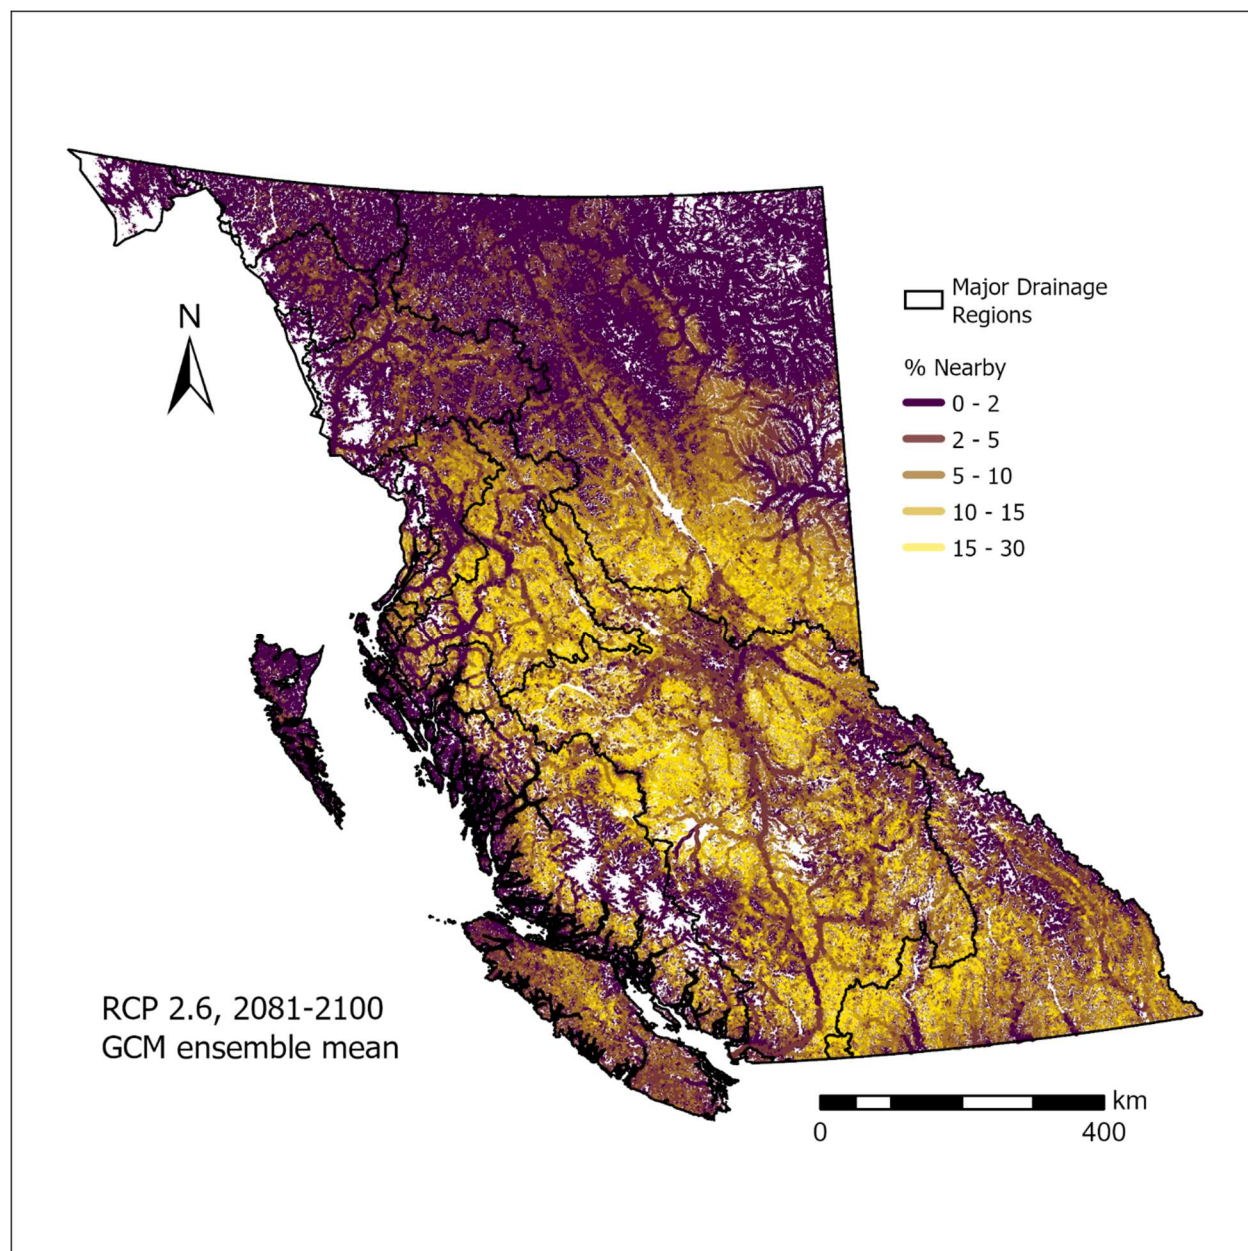 N
Major Drainage
Regions
% Nearby
0 - 2
2 - 5
5 - 10
10 - 15
15 - 30
RCP 2.6, 2081-2100
GCM ensemble mean
km
0 400